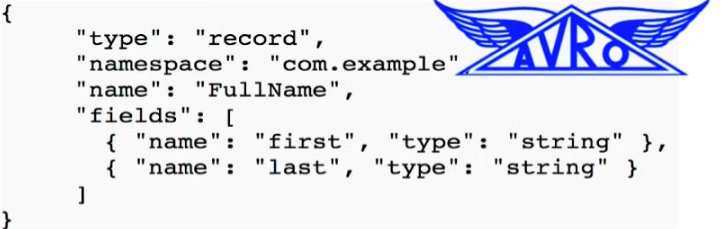 {
"type": "record",
"namespace": "com.example",
"name": "FullName",
"fields": [
{ "name": "first", "type": "string" },
{ "name": "last", "type": "string" }
]
}
AVRO